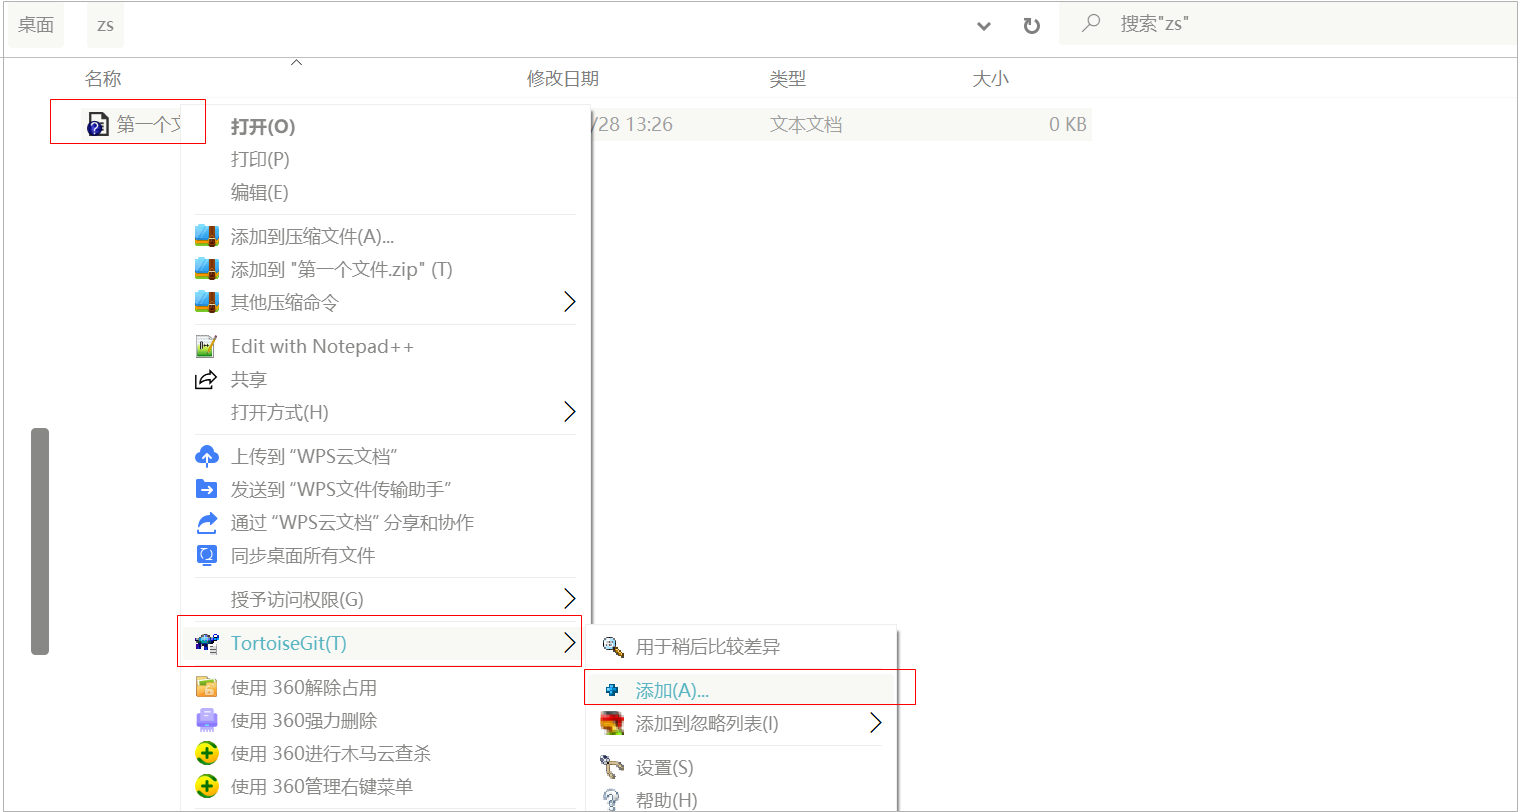 桌面
zs
搜索"zs"
名称
修改日期
类型
大小
第一个文
/28 13:26
文本文档
0 KB
打开(O)
打印(P)
编辑(E)
添加到压缩文件(A)...
添加到 "第一个文件.zip" (T)
其他压缩命令
Edit with Notepad++
共享
打开方式(H)
上传到 “WPS云文档”
发送到 “WPS文件传输助手”
通过 “WPS云文档” 分享和协作
同步桌面所有文件
授予访问权限(G)
TortoiseGit(T)
使用 360解除占用
使用 360强力删除
使用 360进行木马云查杀
使用 360管理右键菜单
用于稍后比较差异
添加(A)...
添加到忽略列表(I)
设置(S)
帮助(H)